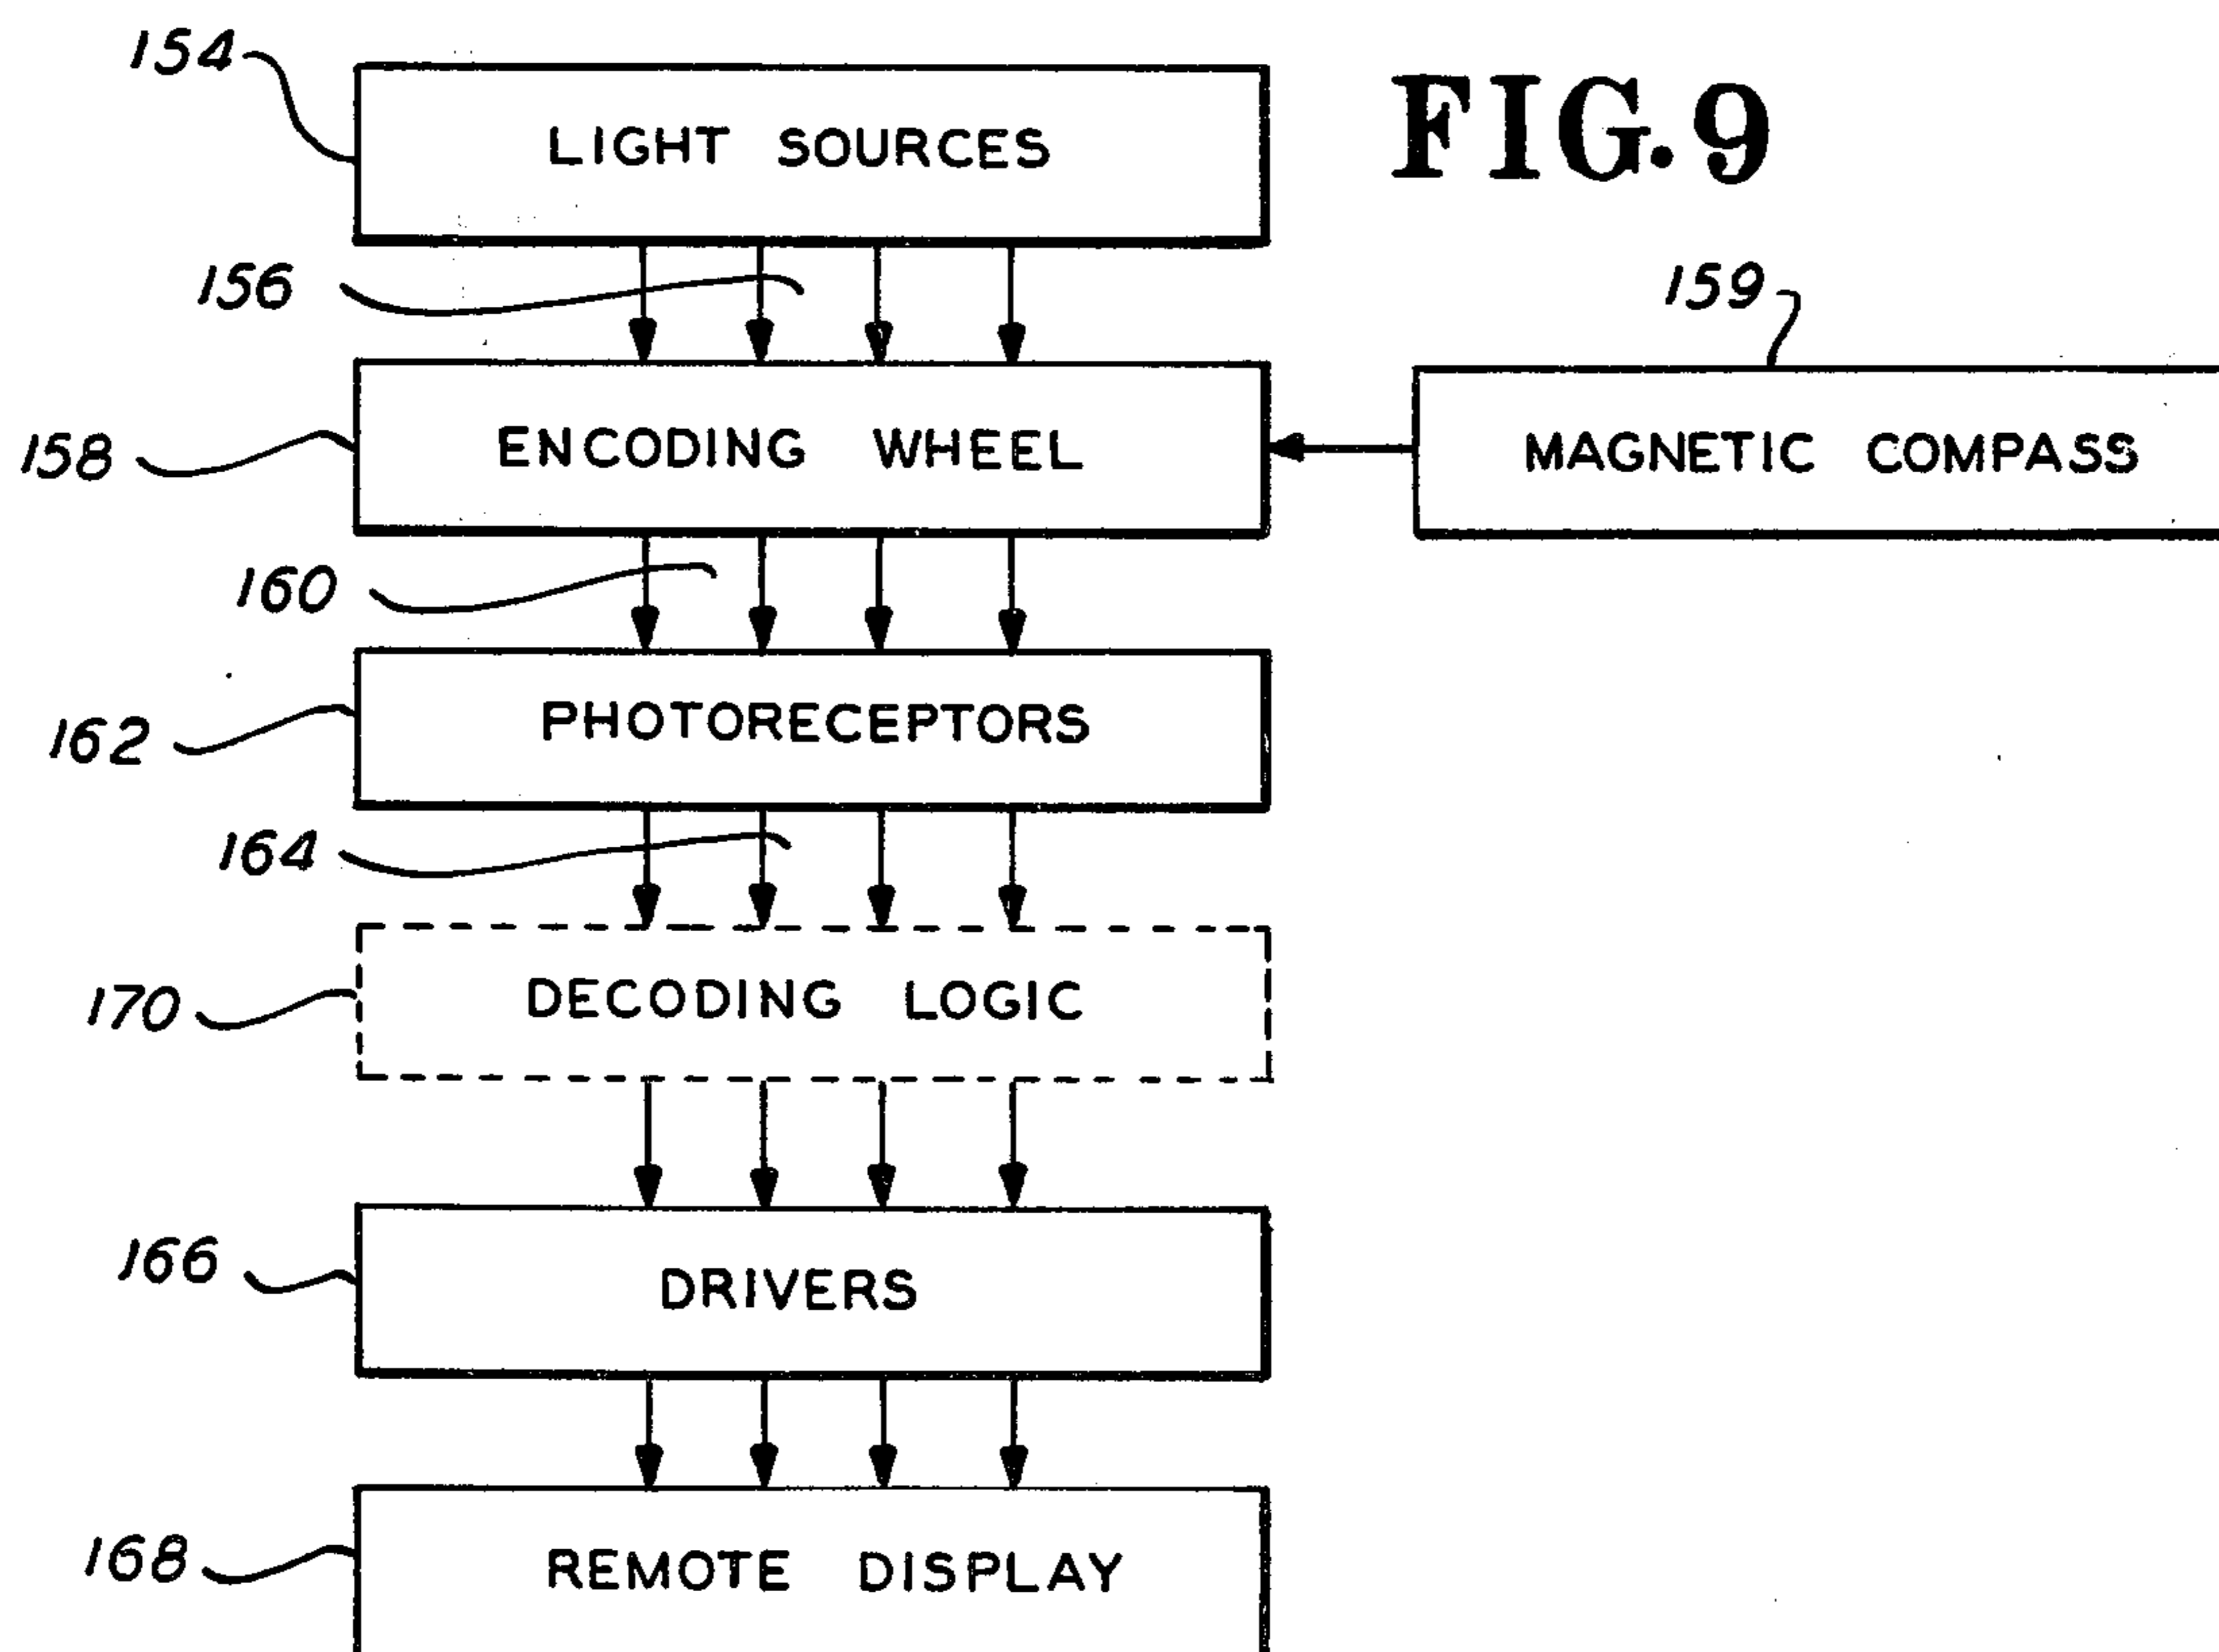 154
LIGHT SOURCES
FIG. 9
156
159
158
ENCODING WHEEL
MAGNETIC COMPASS
160
162
PHOTORECEPTORS
164
170
DECODING LOGIC
166
DRIVERS
168
REMOTE DISPLAY